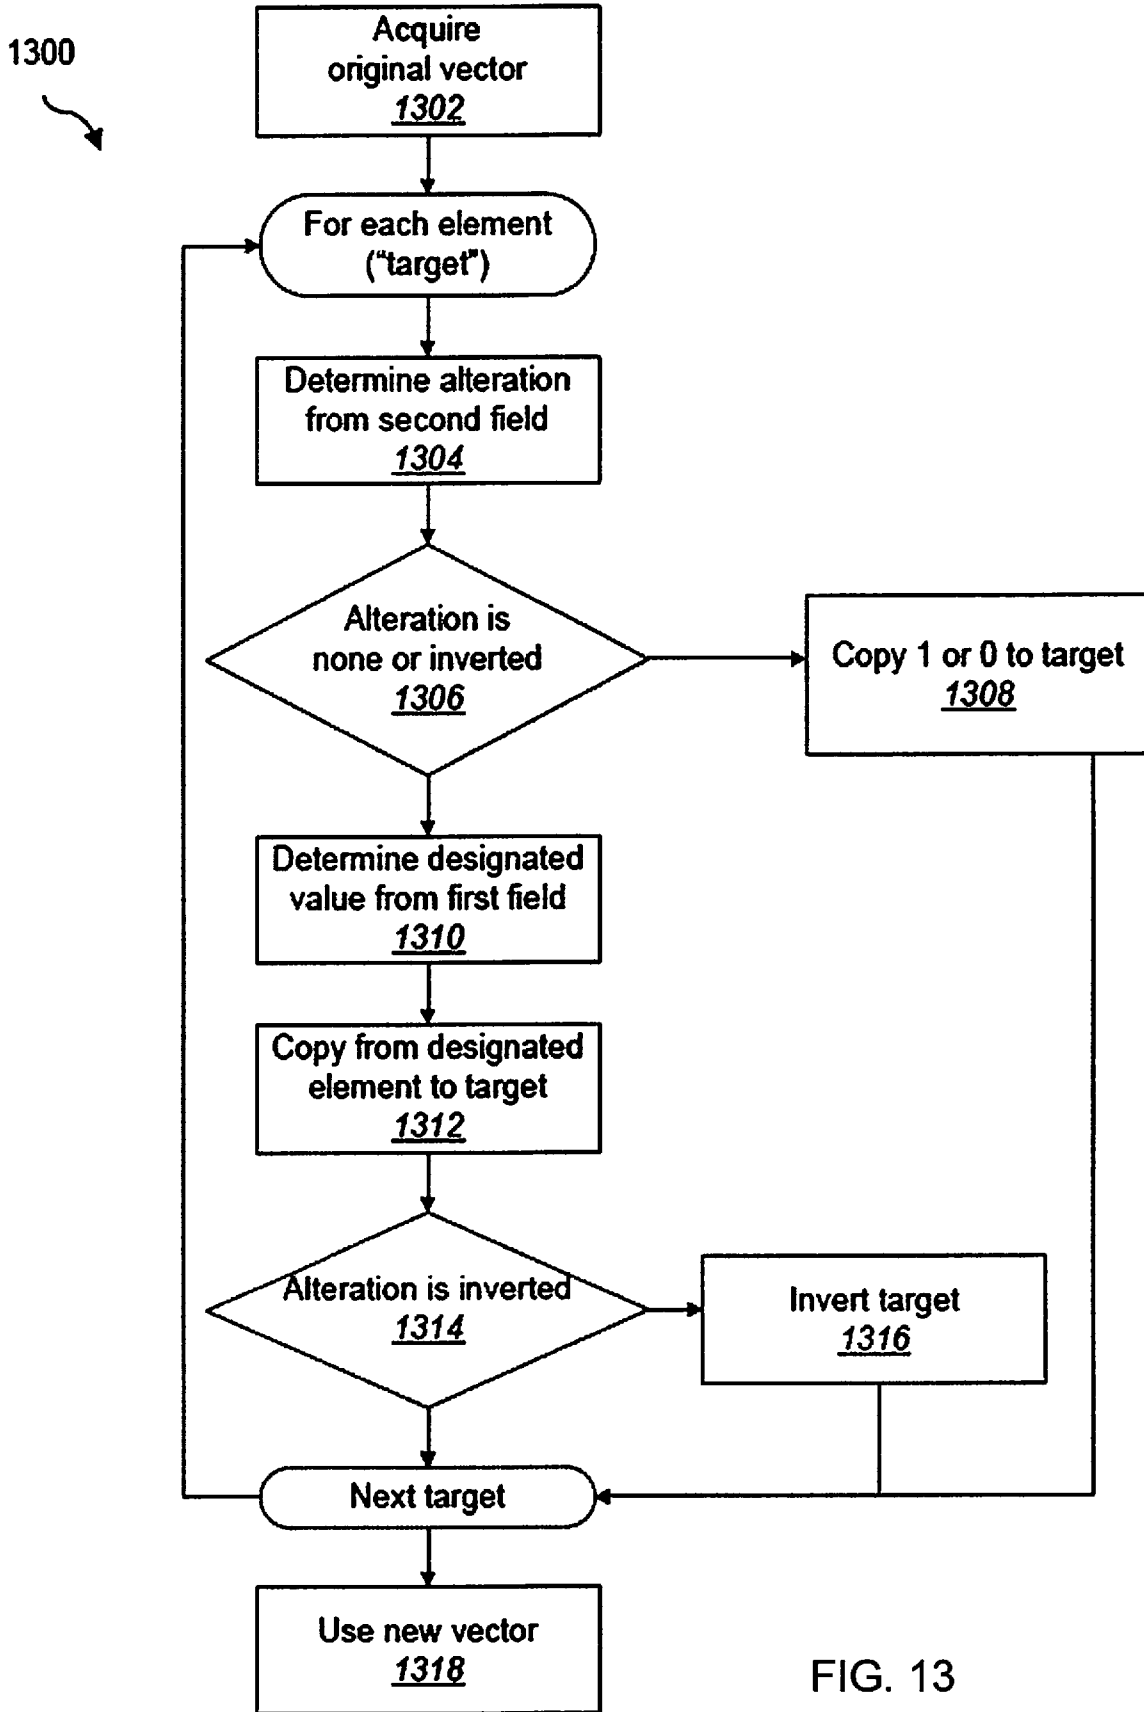 1300
Acquire
original vector
1302
For each element
("target")
Determine alteration
from second field
1304
Alteration is
none or inverted
1306
Copy 1 or 0 to target
1308
Determine designated
value from first field
1310
Copy from designated
element to target
1312
Alteration is inverted
1314
Invert target
1316
Next target
Use new vector
1318
FIG. 13